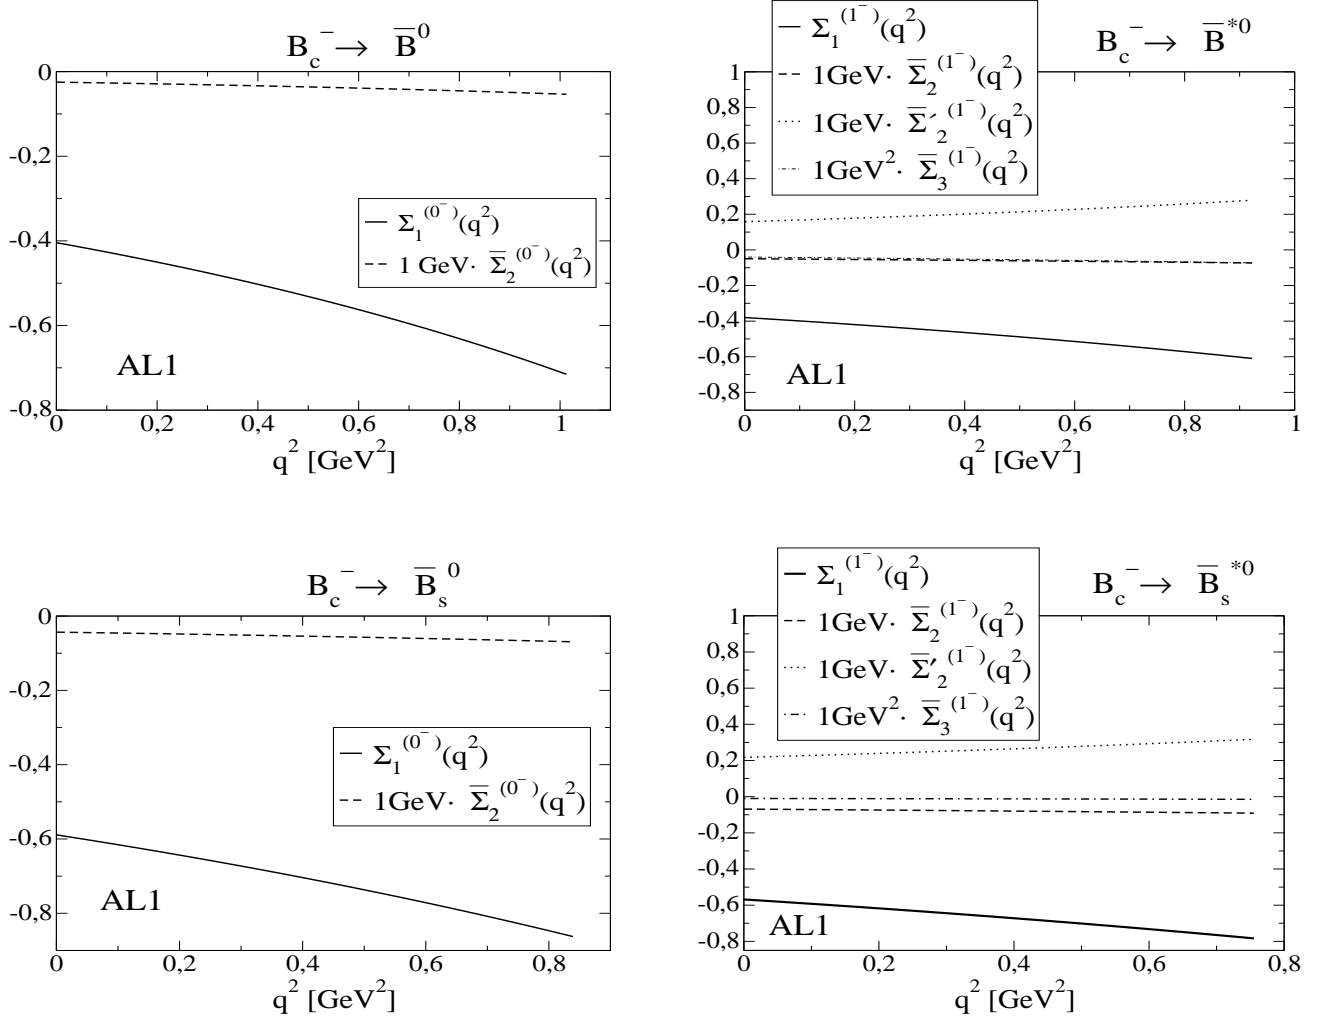 B_c^- → B̅^0
0
-0,2
-0,4
-0,6
-0,8
Σ_1^(0^-)(q^2)
1 GeV· Σ̅_2^(0^-)(q^2)
AL1
0 0,2 0,4 0,6 0,8 1
q^2 [GeV^2]
B_c^- → B̅^*0
Σ_1^(1^-)(q^2)
1GeV· Σ̅_2^(1^-)(q^2)
1GeV· Σ̅´_2^(1^-)(q^2)
1GeV^2· Σ̅_3^(1^-)(q^2)
1
0,8
0,6
0,4
0,2
0
-0,2
-0,4
-0,6
-0,8
AL1
0 0,2 0,4 0,6 0,8 1
q^2 [GeV^2]
B_c^- → B̅_s^0
0
-0,2
-0,4
-0,6
-0,8
Σ_1^(0^-)(q^2)
1GeV· Σ̅_2^(0^-)(q^2)
AL1
0 0,2 0,4 0,6 0,8
q^2 [GeV^2]
B_c^- → B̅_s^*0
Σ_1^(1^-)(q^2)
1GeV· Σ̅_2^(1^-)(q^2)
1GeV· Σ̅′_2^(1^-)(q^2)
1GeV^2· Σ̅_3^(1^-)(q^2)
1
0,8
0,6
0,4
0,2
0
-0,2
-0,4
-0,6
-0,8
AL1
0 0,2 0,4 0,6 0,8
q^2 [GeV^2]